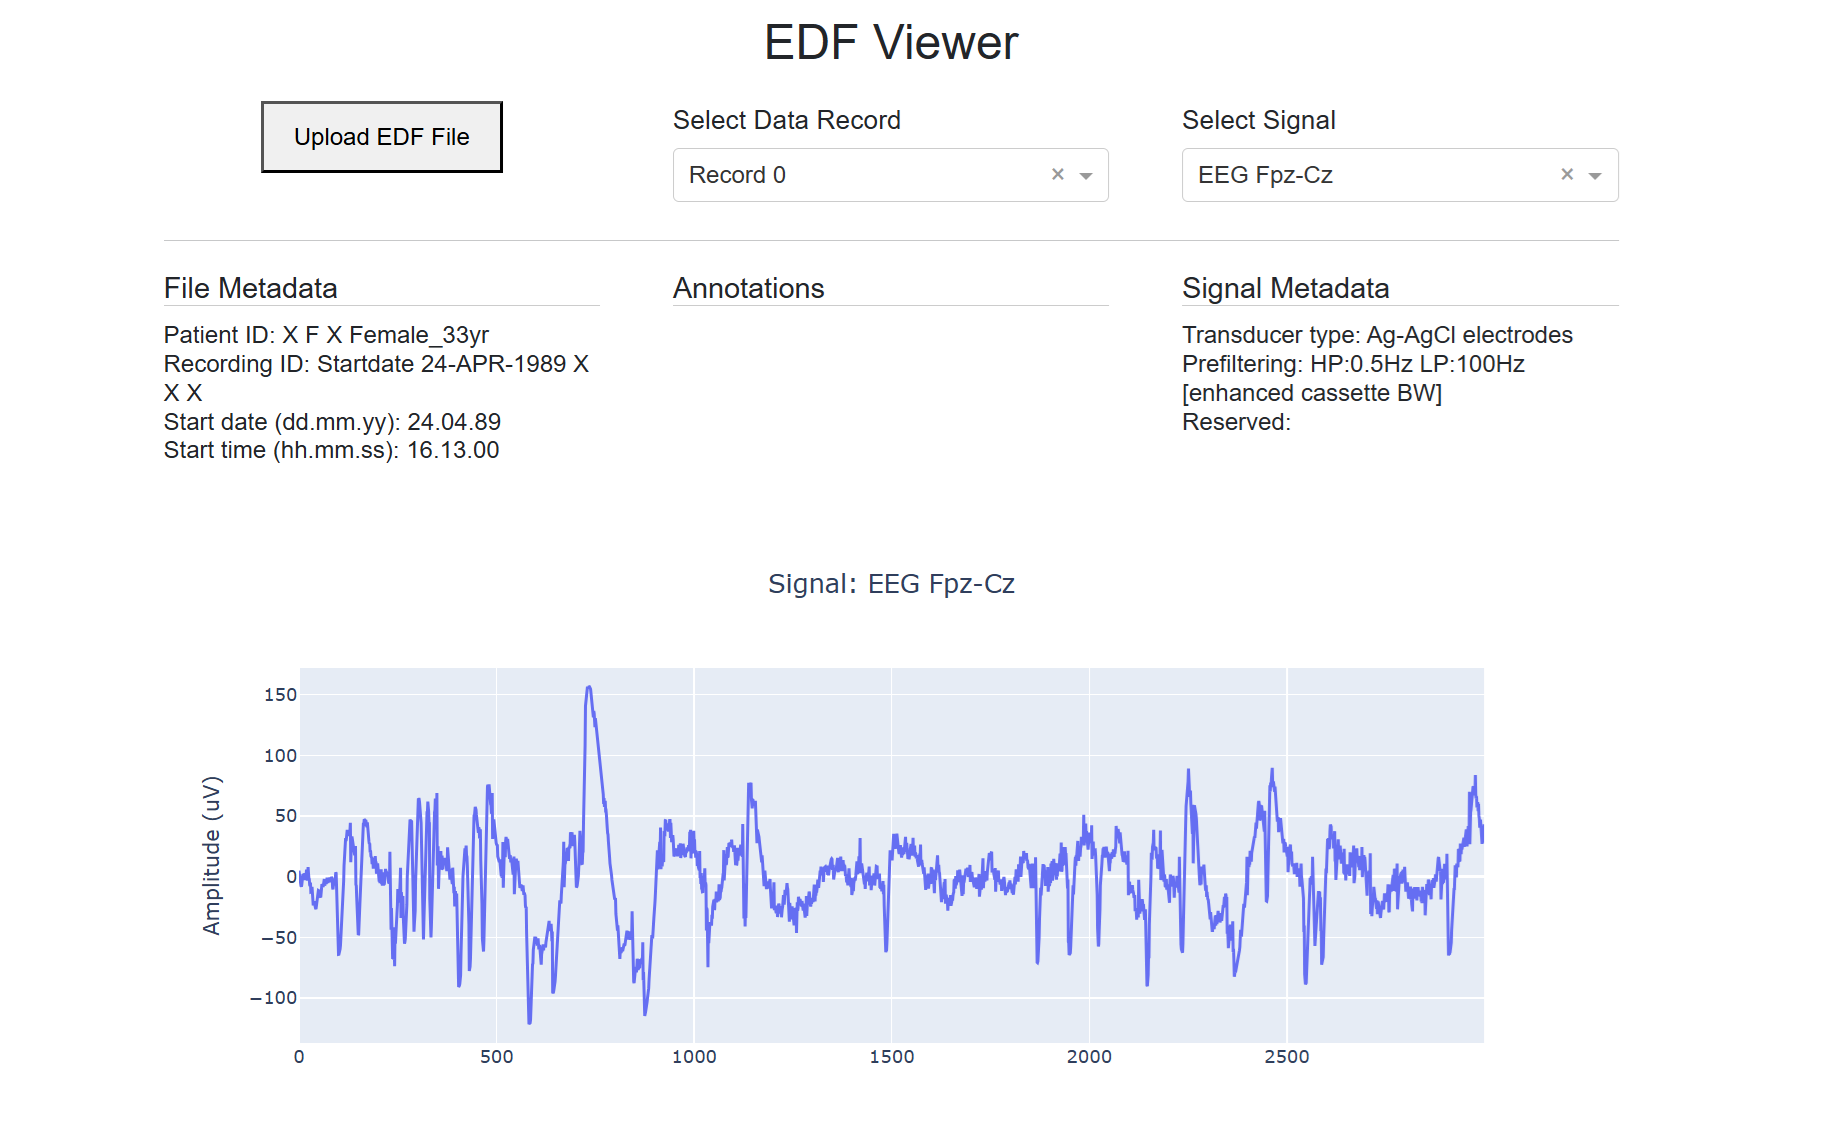 EDF Viewer
Upload EDF File
Select Data Record
Record 0
×
Select Signal
EEG Fpz-Cz
×
File Metadata
Patient ID: X F X Female_33yr
Recording ID: Startdate 24-APR-1989 X
X X
Start date (dd.mm.yy): 24.04.89
Start time (hh.mm.ss): 16.13.00
Annotations
Signal Metadata
Transducer type: Ag-AgCl electrodes
Prefiltering: HP:0.5Hz LP:100Hz
[enhanced cassette BW]
Reserved:
Signal: EEG Fpz-Cz
Amplitude (uV)
150
100
50
0
−50
−100
0 500 1000 1500 2000 2500